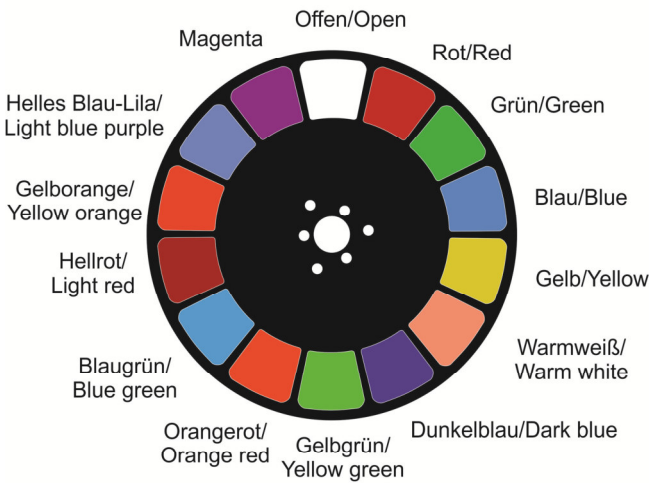 Offen/Open
Magenta
Rot/Red
Helles Blau-Lila/
Light blue purple
Grün/Green
Gelborange/
Yellow orange
Blau/Blue
Hellrot/
Light red
Gelb/Yellow
Blaugrün/
Blue green
Warmweiß/
Warm white
Orangerot/
Orange red
Gelbgrün/
Yellow green
Dunkelblau/Dark blue